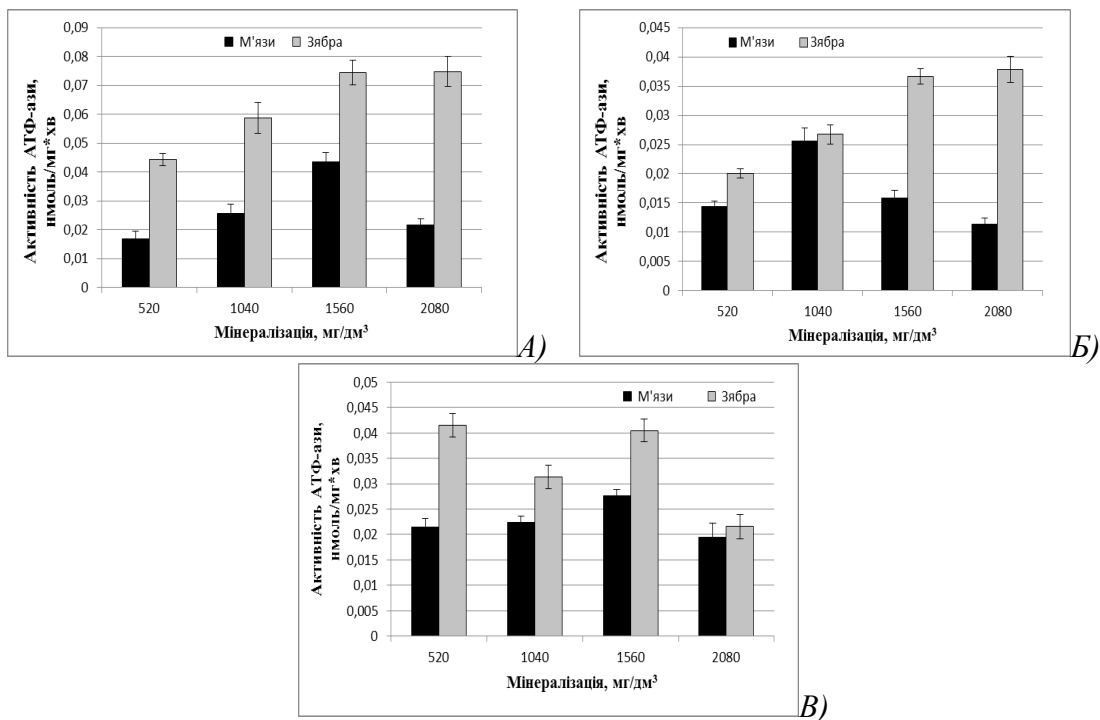 Активність АТФ-ази,
нмоль/мг*хв
0,09
0,08
0,07
0,06
0,05
0,04
0,03
0,02
0,01
0
М'язи Зябра
520 1040 1560 2080
Мінералізація, мг/дм³
А)
Активність АТФ-ази,
нмоль/мг*хв
0,045
0,04
0,035
0,03
0,025
0,02
0,015
0,01
0,005
0
М'язи Зябра
520 1040 1560 2080
Мінералізація, мг/дм³
Б)
Активність АТФ-ази,
нмоль/мг*хв
0,05
0,045
0,04
0,035
0,03
0,025
0,02
0,015
0,01
0,005
0
М'язи Зябра
520 1040 1560 2080
Мінералізація, мг/дм³
В)